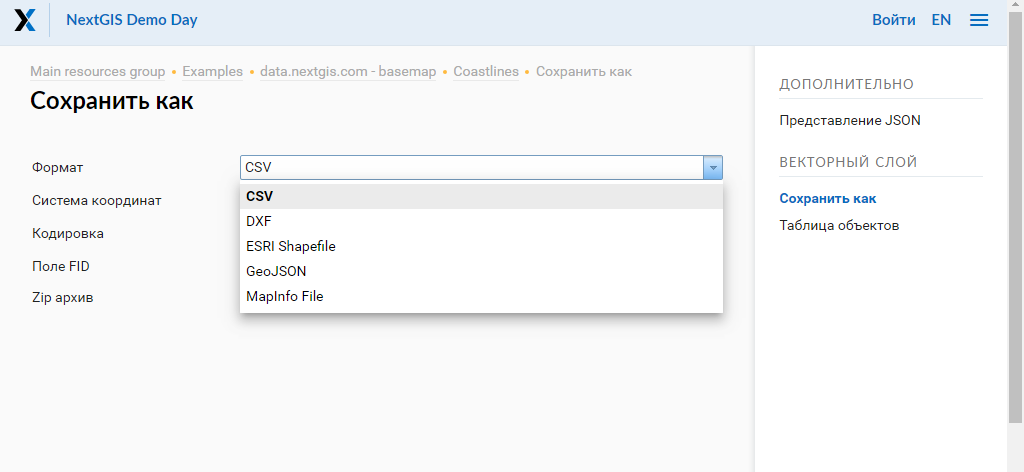 NextGIS Demo Day
Войти EN
Main resources group • Examples • data.nextgis.com - basemap • Coastlines • Сохранить как
Сохранить как
Формат
CSV
CSV
DXF
ESRI Shapefile
GeoJSON
MapInfo File
Система координат
Кодировка
Поле FID
Zip архив
ДОПОЛНИТЕЛЬНО
Представление JSON
ВЕКТОРНЫЙ СЛОЙ
Сохранить как
Таблица объектов